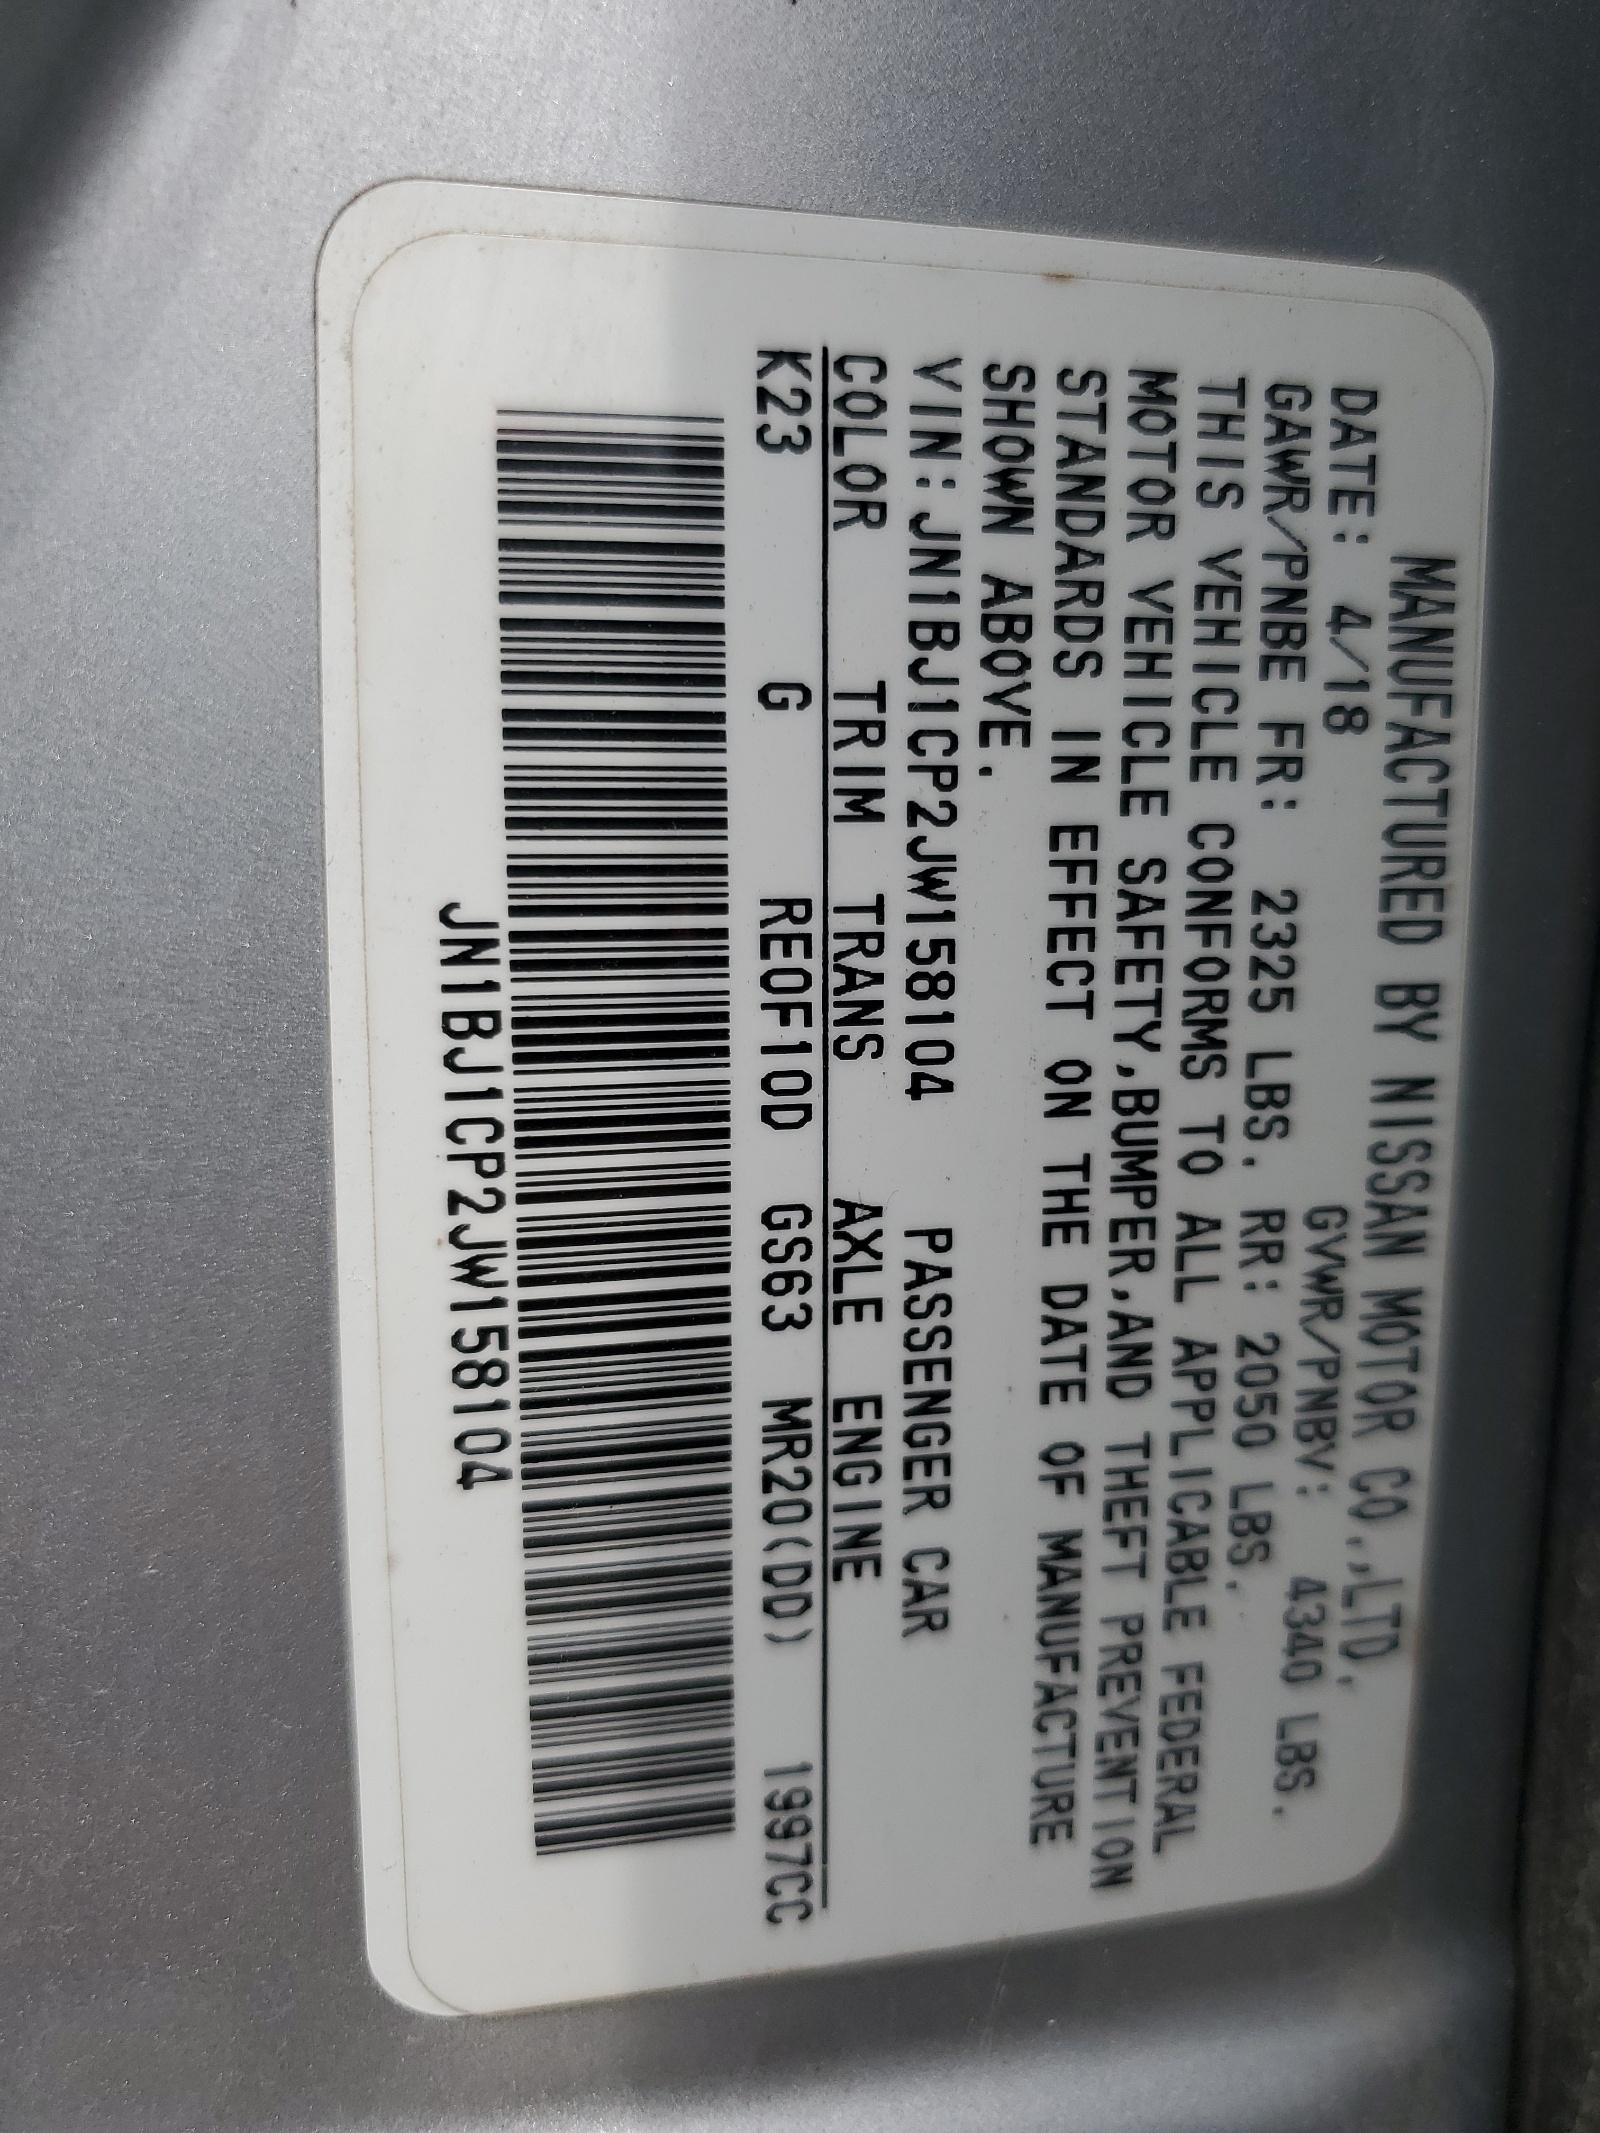 MANUFACTURED BY NISSAN MOTOR CO.,LTD.
DATE: 4/18 GVWR/PNBV: 4340 LBS.
GAWR/PNBE FR: 2325 LBS. RR: 2050 LBS.
THIS VEHICLE CONFORMS TO ALL APPLICABLE FEDERAL
MOTOR VEHICLE SAFETY,BUMPER,AND THEFT PREVENTION
STANDARDS IN EFFECT ON THE DATE OF MANUFACTURE
SHOWN ABOVE.
VIN:JN1BJ1CP2JW158104 PASSENGER CAR
COLOR TRIM TRANS AXLE ENGINE
K23 G RE0F10D GS63 MR20(DD) 1997CC
JN1BJ1CP2JW158104